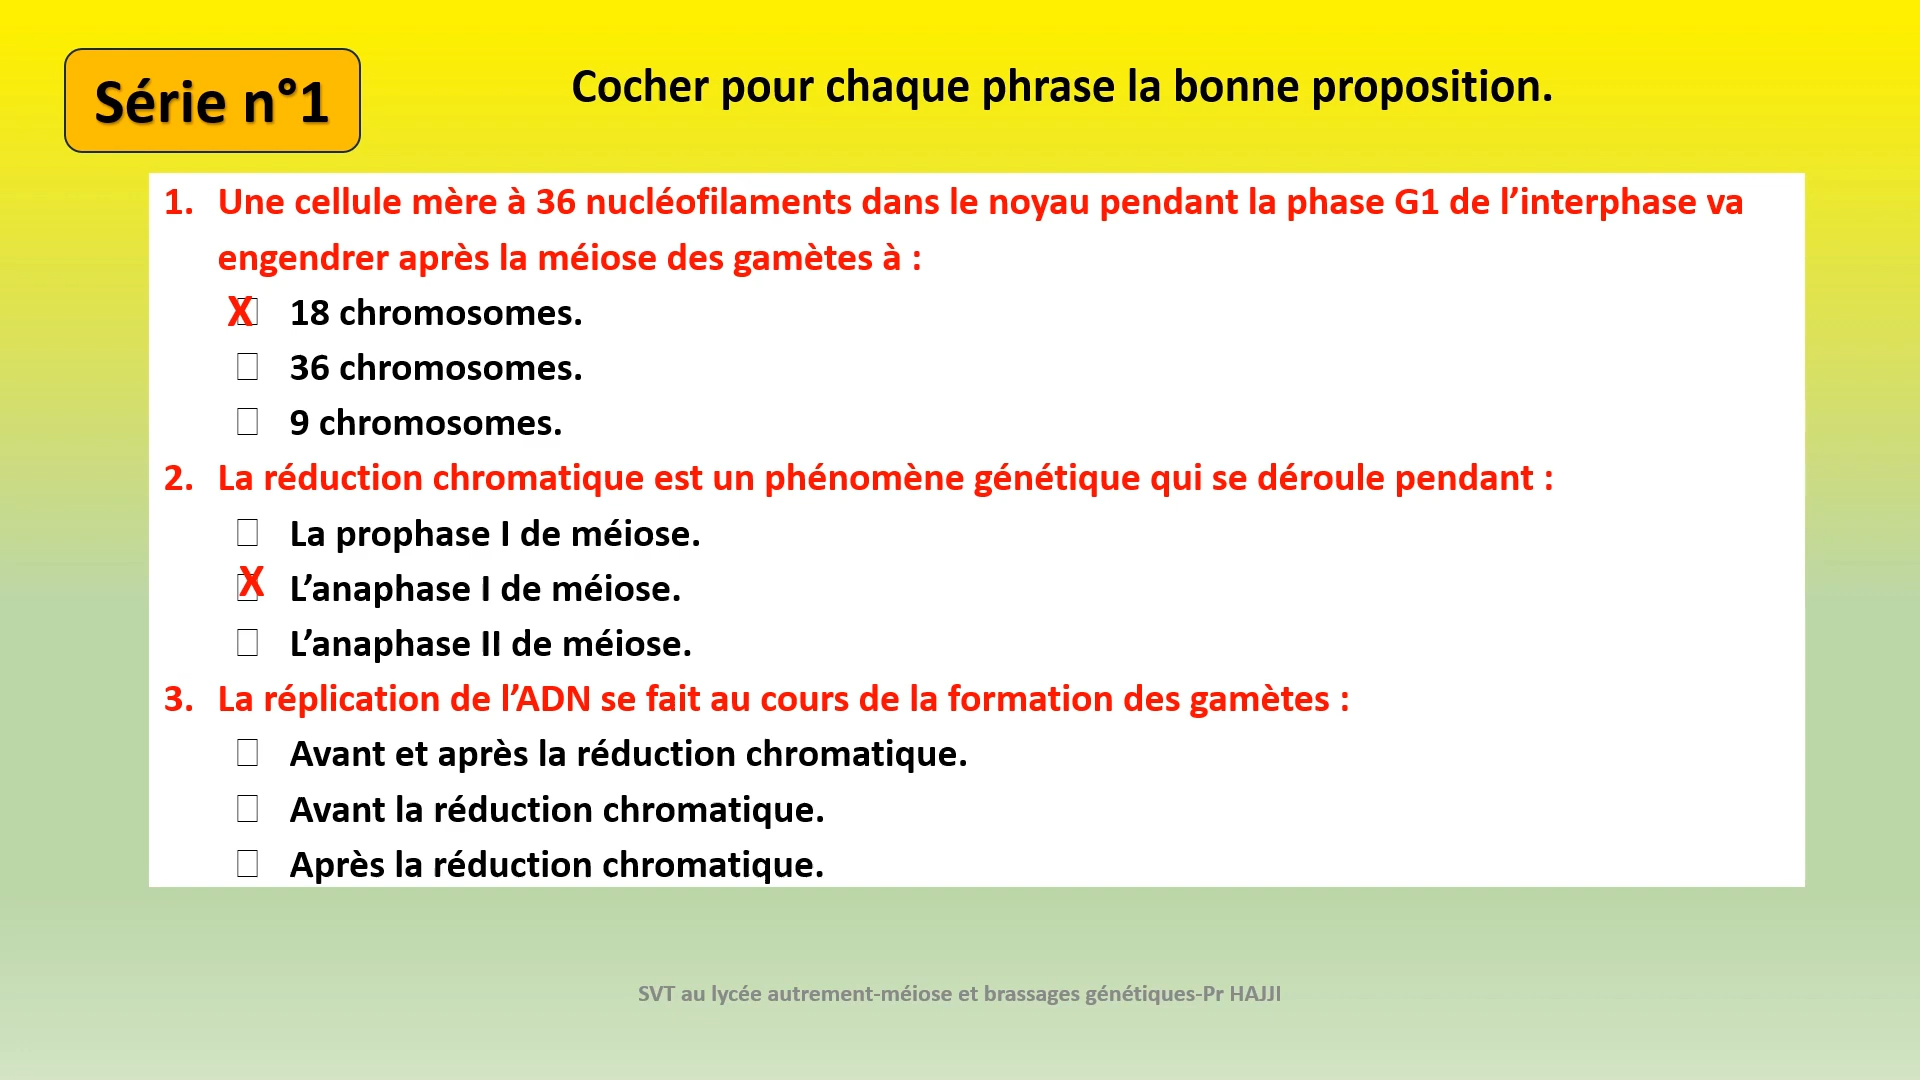 Série n°1
Cocher pour chaque phrase la bonne proposition.
1. Une cellule mère à 36 nucléofilaments dans le noyau pendant la phase G1 de l’interphase va
engendrer après la méiose des gamètes à :
X 18 chromosomes.
36 chromosomes.
9 chromosomes.
2. La réduction chromatique est un phénomène génétique qui se déroule pendant :
La prophase I de méiose.
X L’anaphase I de méiose.
L’anaphase II de méiose.
3. La réplication de l’ADN se fait au cours de la formation des gamètes :
Avant et après la réduction chromatique.
Avant la réduction chromatique.
Après la réduction chromatique.
SVT au lycée autrement-méiose et brassages génétiques-Pr HAJJI